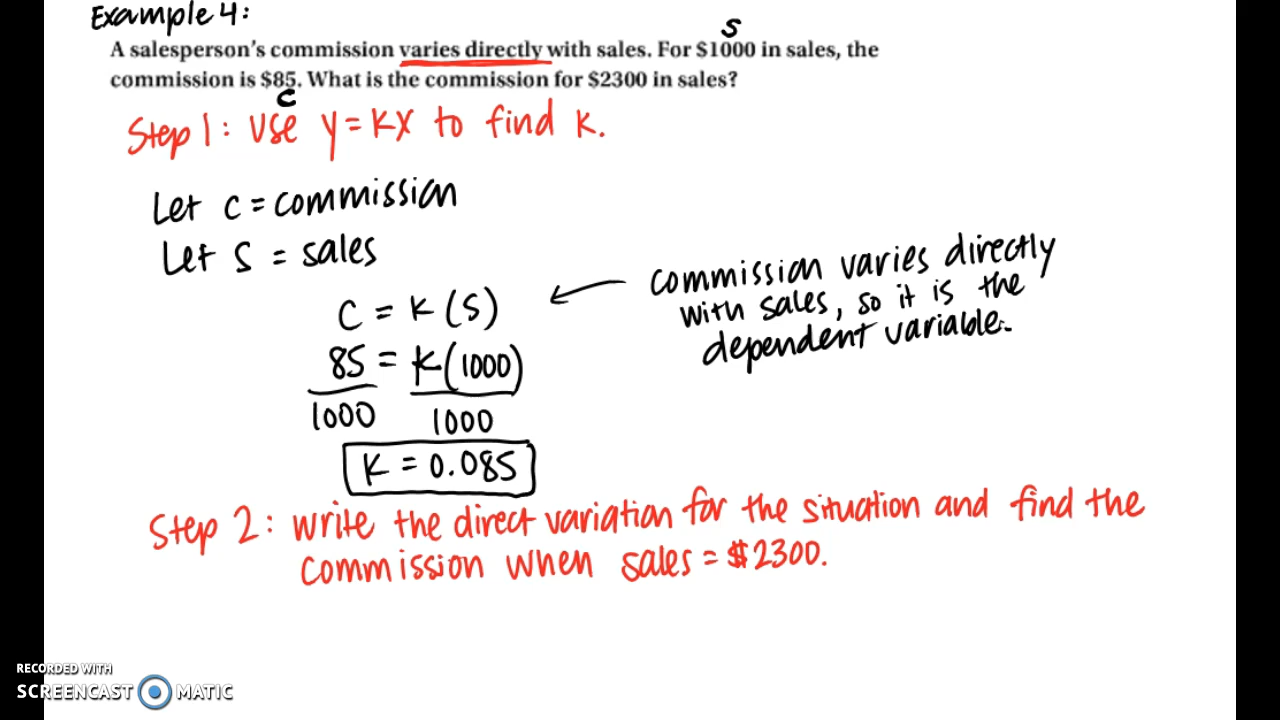 Example 4:
S
A salesperson's commission varies directly with sales. For $1000 in sales, the
commission is $85. What is the commission for $2300 in sales?
C
Step 1: Use y = kx to find k.
Let C = commission
Let S = sales
C = k(S)
commission varies directly
with sales, so it is the
dependent variable.
85 = k(1000)
1000 1000
k = 0.085
Step 2: Write the direct variation for the situation and find the
commission when sales = $2300.
RECORDED WITH
SCREENCAST MATIC